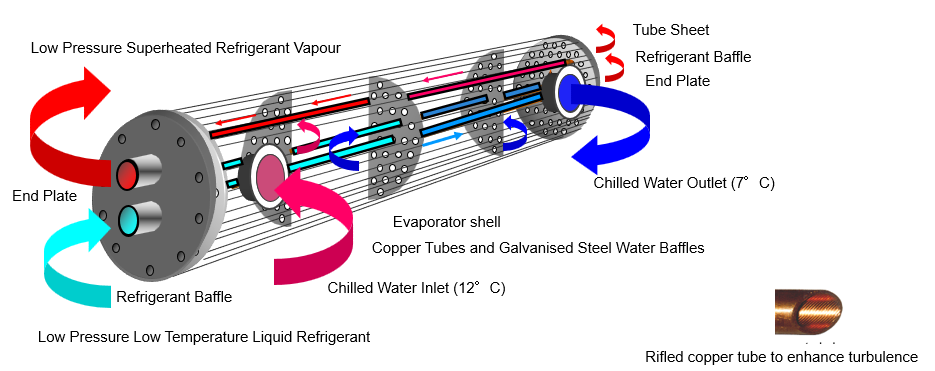 Tube Sheet
Low Pressure Superheated Refrigerant Vapour
Refrigerant Baffle
End Plate
Chilled Water Outlet (7°C)
End Plate
Evaporator shell
Copper Tubes and Galvanised Steel Water Baffles
Chilled Water Inlet (12°C)
Refrigerant Baffle
Low Pressure Low Temperature Liquid Refrigerant
Rifled copper tube to enhance turbulence